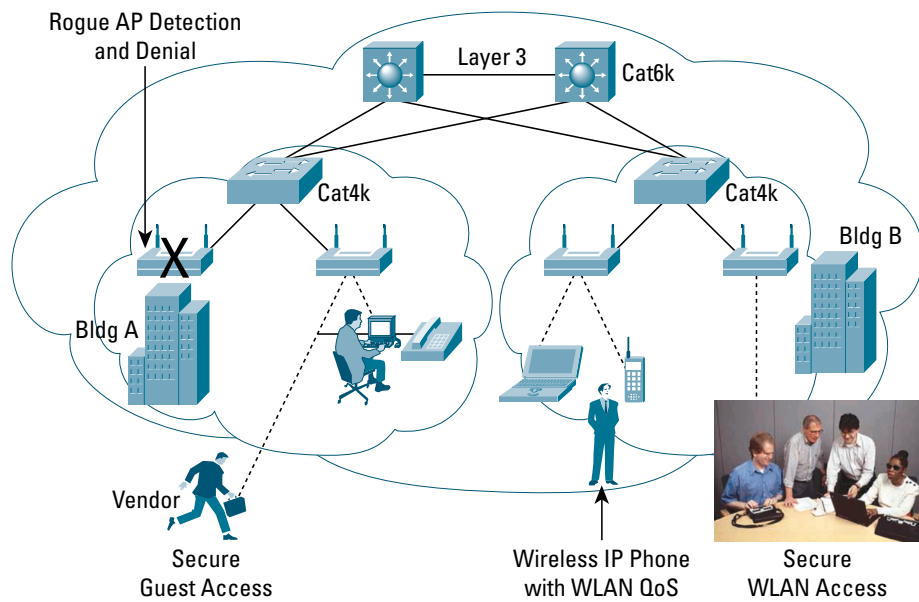 Rogue AP Detection
and Denial
Layer 3
Cat6k
Cat4k
Cat4k
X
Bldg A
Bldg B
Vendor
Secure
Guest Access
Wireless IP Phone
with WLAN QoS
Secure
WLAN Access